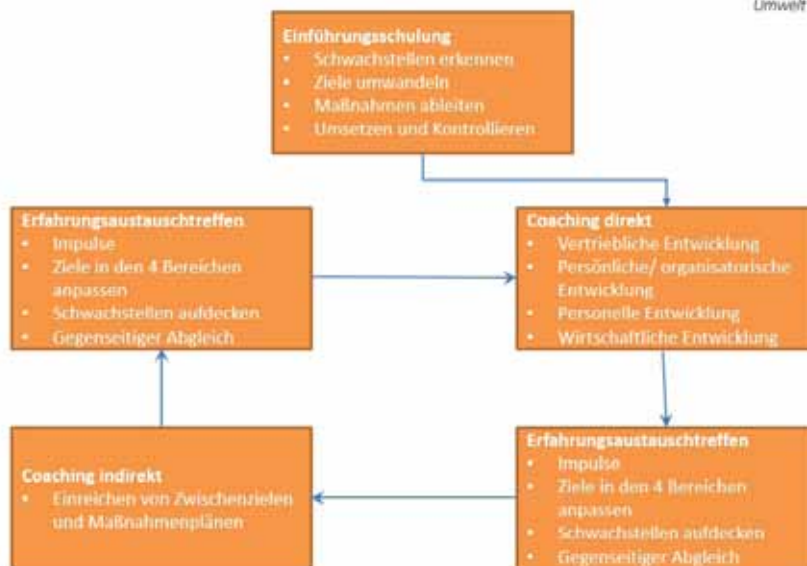 Umwelt
Einführungsschulung
• Schwachstellen erkennen
• Ziele umwandeln
• Maßnahmen ableiten
• Umsetzen und Kontrollieren
Erfahrungsaustauschtreffen
• Impulse
• Ziele in den 4 Bereichen
anpassen
• Schwachstellen aufdecken
• Gegenseitiger Abgleich
Coaching direkt
• Vertriebliche Entwicklung
• Persönliche/ organisatorische
Entwicklung
• Personelle Entwicklung
• Wirtschaftliche Entwicklung
Coaching indirekt
• Einreichen von Zwischenzielen
und Maßnahmenplänen
Erfahrungsaustauschtreffen
• Impulse
• Ziele in den 4 Bereichen
anpassen
• Schwachstellen aufdecken
• Gegenseitiger Abgleich